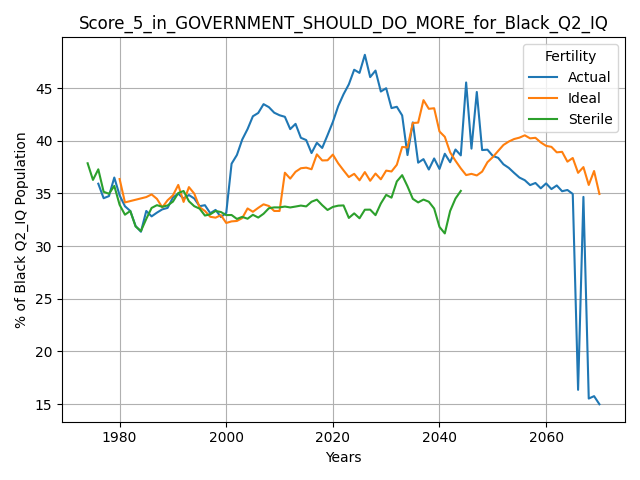 Score_5_in_GOVERNMENT_SHOULD_DO_MORE_for_Black_Q2_IQ
Fertility
Actual
Ideal
Sterile
% of Black Q2_IQ Population
45
40
35
30
25
20
15
1980
2000
2020
2040
2060
Years